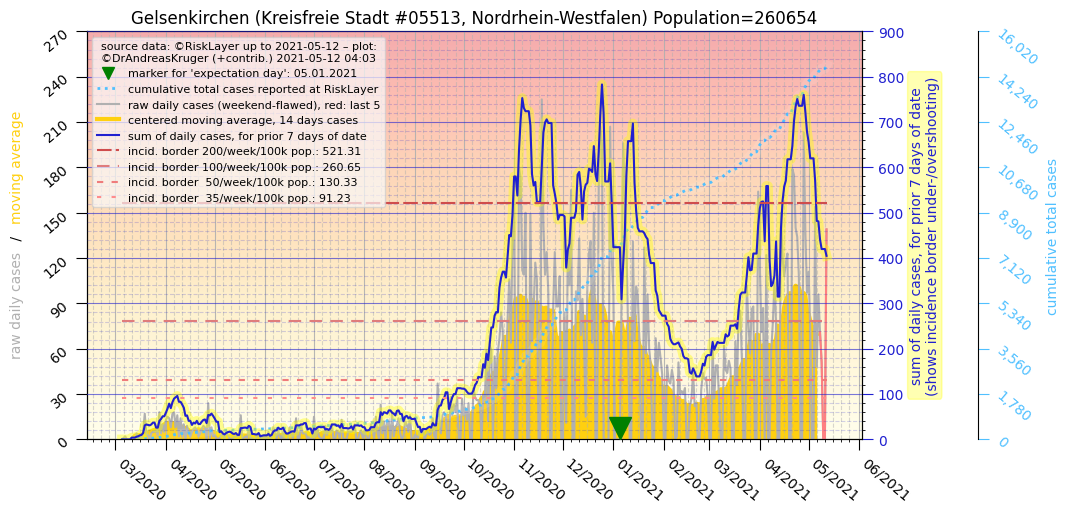 Gelsenkirchen (Kreisfreie Stadt #05513, Nordrhein-Westfalen) Population=260654
source data: ©RiskLayer up to 2021-05-12 – plot:
©DrAndreasKruger (+contrib.) 2021-05-12 04:03
marker for 'expectation day': 05.01.2021
cumulative total cases reported at RiskLayer
raw daily cases (weekend-flawed), red: last 5
centered moving average, 14 days cases
sum of daily cases, for prior 7 days of date
incid. border 200/week/100k pop.: 521.31
incid. border 100/week/100k pop.: 260.65
incid. border  50/week/100k pop.: 130.33
incid. border  35/week/100k pop.: 91.23
raw daily cases / moving average
270
240
210
180
150
120
90
60
30
0
03/2020
04/2020
05/2020
06/2020
07/2020
08/2020
09/2020
10/2020
11/2020
12/2020
01/2021
02/2021
03/2021
04/2021
05/2021
06/2021
900
800
700
600
500
400
300
200
100
0
sum of daily cases, for prior 7 days of date
(shows incidence border under-/overshooting)
16,020
14,240
12,460
10,680
8,900
7,120
5,340
3,560
1,780
0
cumulative total cases